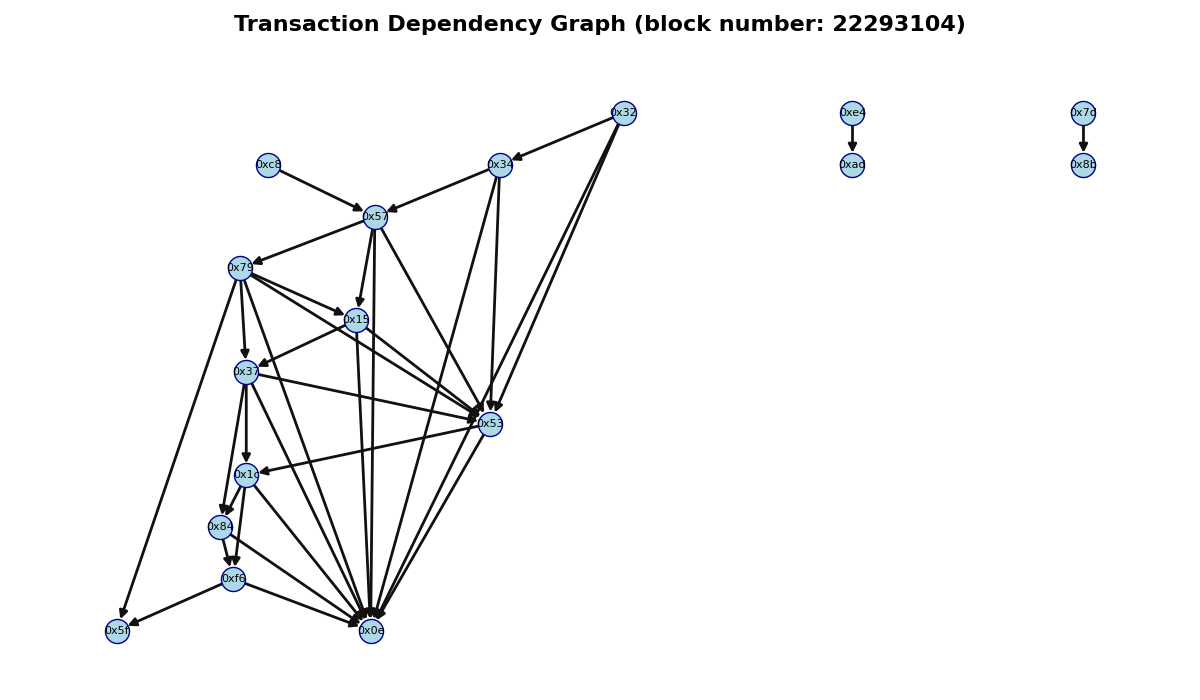 Transaction Dependency Graph (block number: 22293104)
0x32
0xe4
0x7d
0xc8
0x34
0xad
0x8b
0x57
0x79
0x15
0x37
0x53
0x1c
0x84
0xf6
0x5f
0x0e